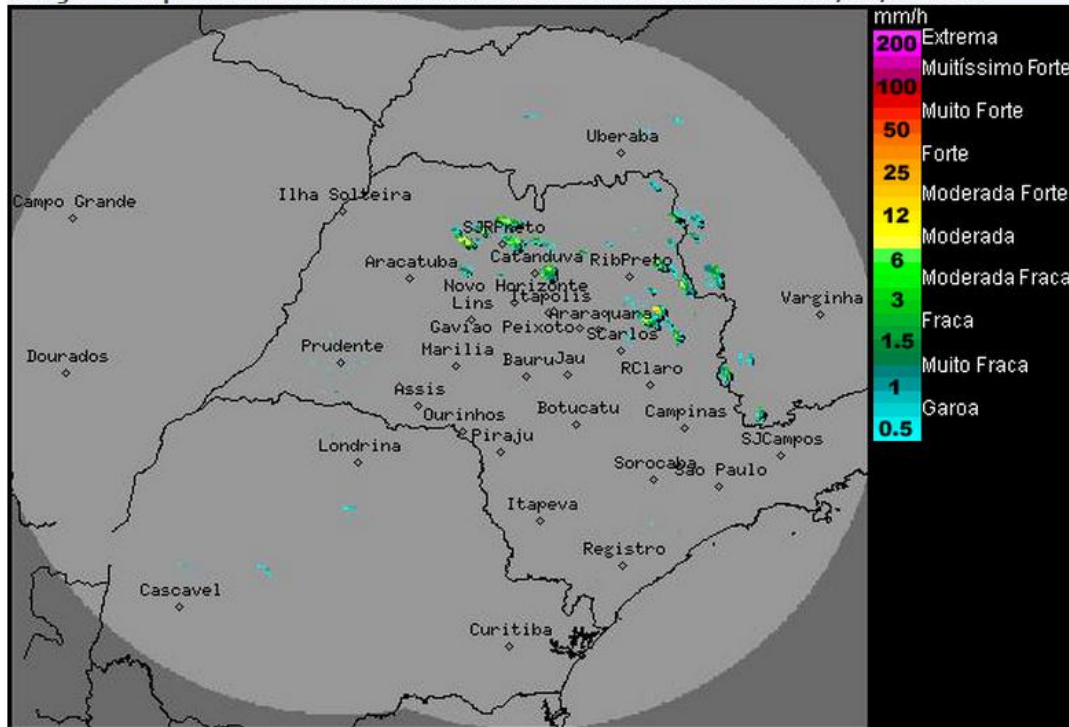 mm/h
200 Extrema
Muitíssimo Forte
100
Muito Forte
50
Forte
25
Moderada Forte
12
Moderada
6
Moderada Fraca
3
Fraca
1.5
Muito Fraca
1
Garoa
0.5
Uberaba
Campo Grande
Ilha Solteira
SJRPreto
Aracatuba
Catanduva
RibPreto
Novo Horizonte
Itapolis
Lins
Araraquara
Varginha
Gaviao Peixoto
SCarlos
Prudente
Marilia
Bauru
Jau
Dourados
RClaro
Assis
Ourinhos
Botucatu
Campinas
Londrina
Piraju
SJCampos
Sorocaba
Sao Paulo
Itapeva
Registro
Cascavel
Curitiba